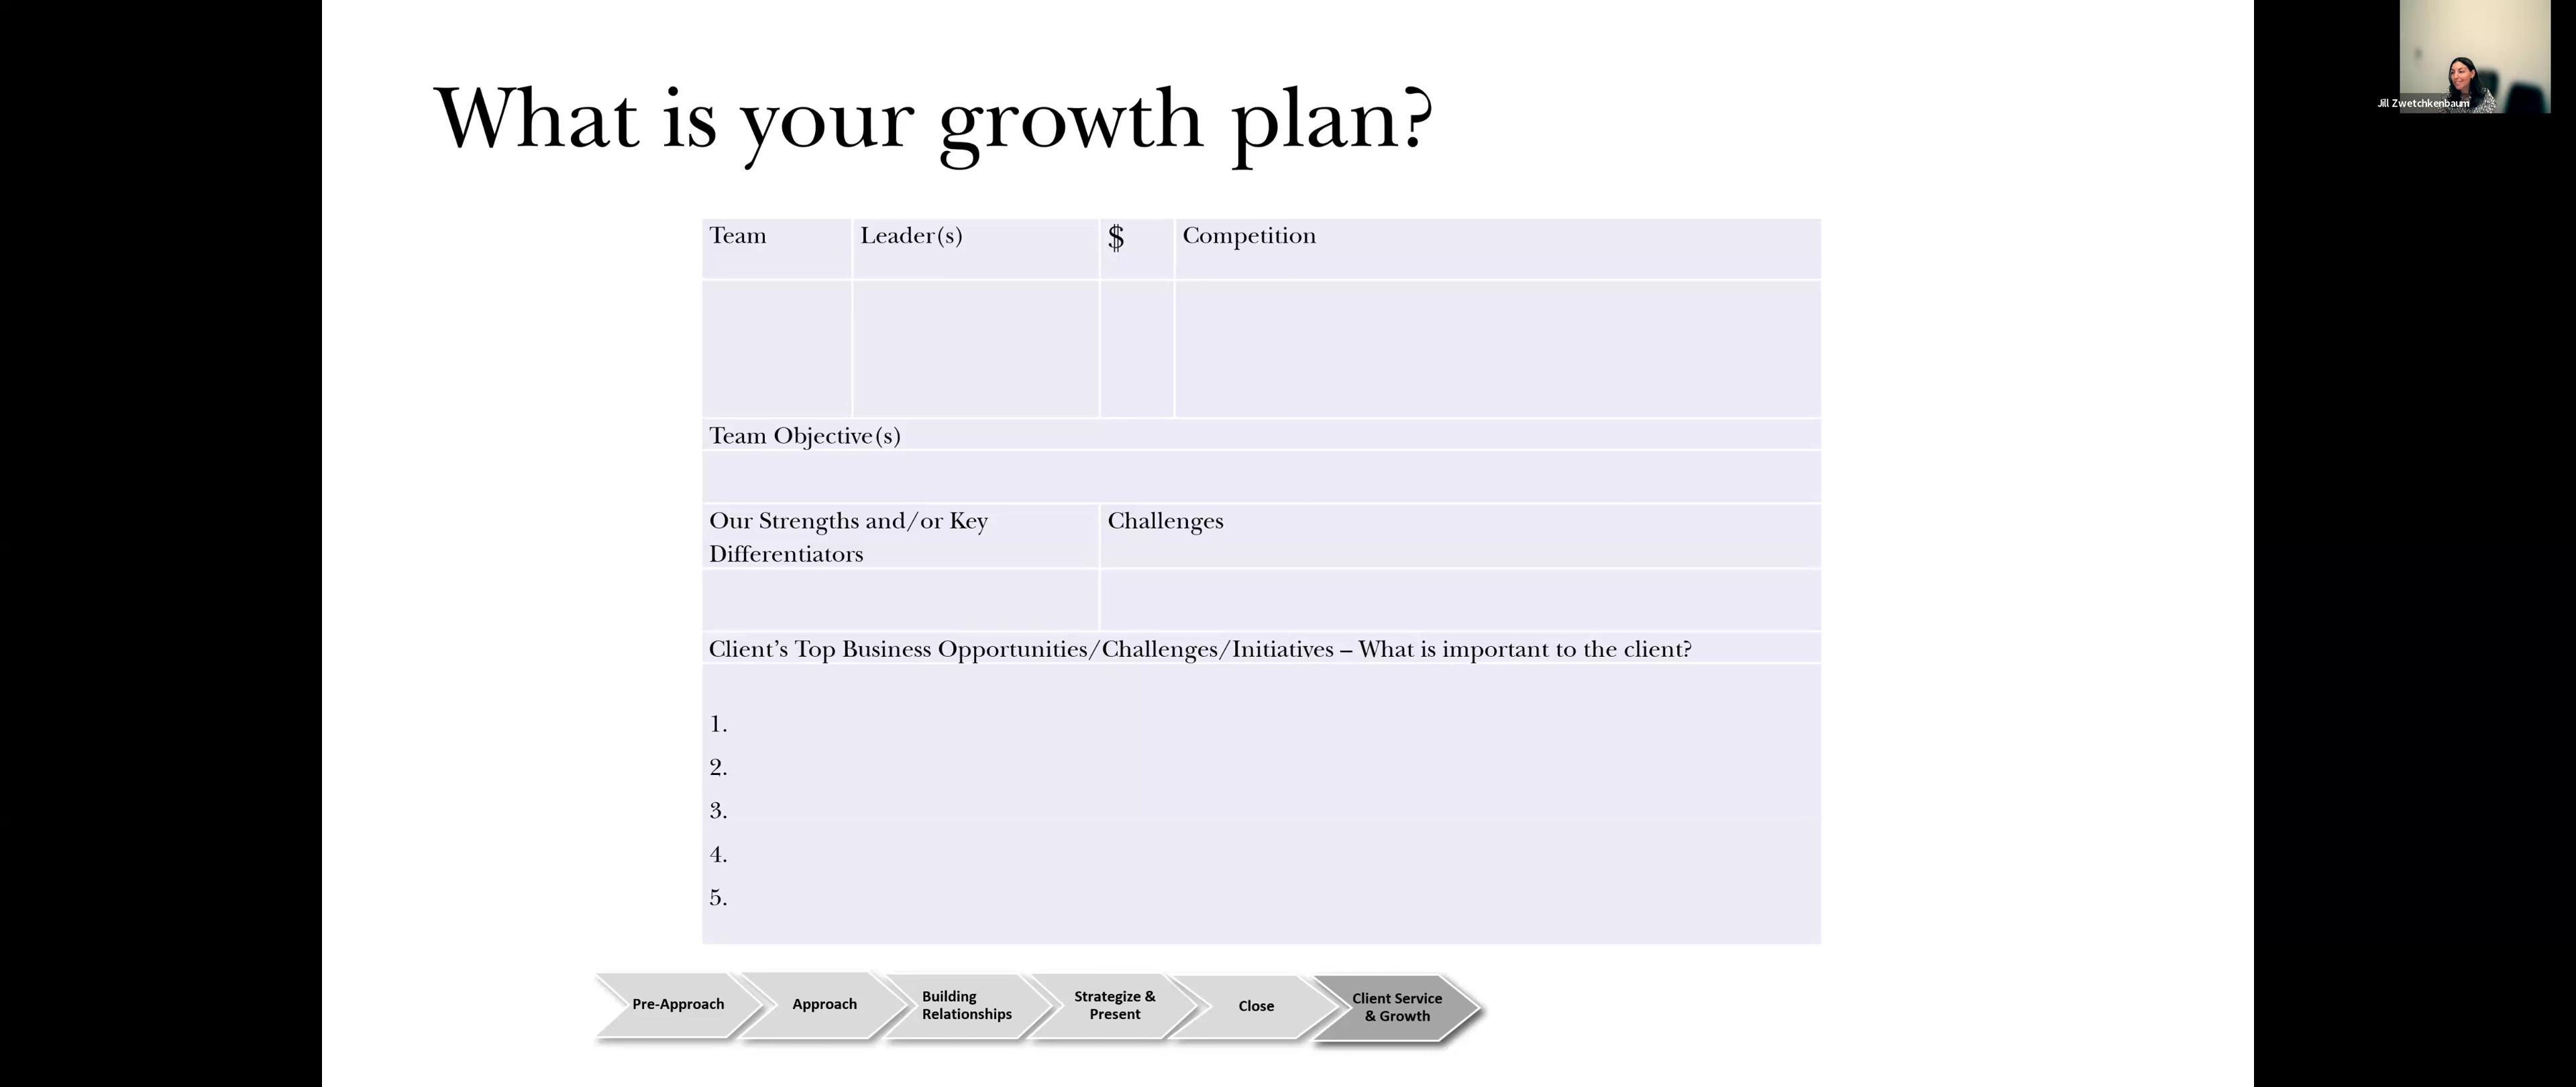 What is your growth plan?
Jill Zwetchkenbaum
Team
Leader(s)
$
Competition
Team Objective(s)
Our Strengths and/or Key
Differentiators
Challenges
Client's Top Business Opportunities/Challenges/Initiatives – What is important to the client?
1.
2.
3.
4.
5.
Pre-Approach
Approach
Building
Relationships
Strategize &
Present
Close
Client Service
& Growth